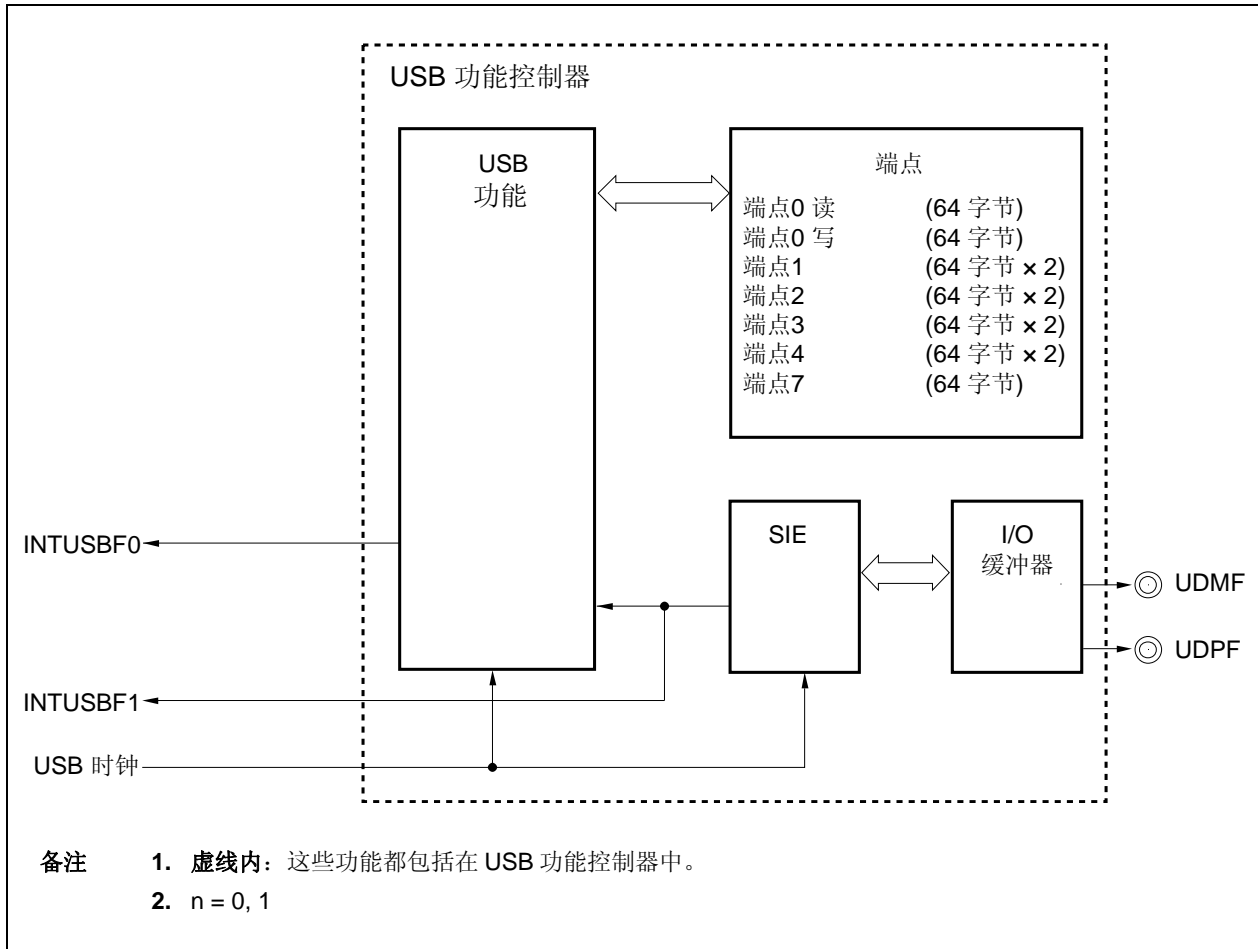 USB 功能控制器
USB
功能
端点
端点0 读 (64 字节)
端点0 写 (64 字节)
端点1 (64 字节 × 2)
端点2 (64 字节 × 2)
端点3 (64 字节 × 2)
端点4 (64 字节 × 2)
端点7 (64 字节)
SIE
I/O
缓冲器
INTUSBF0
UDMF
UDPF
INTUSBF1
USB 时钟
备注 1. 虚线内：这些功能都包括在 USB 功能控制器中。
2. n = 0, 1